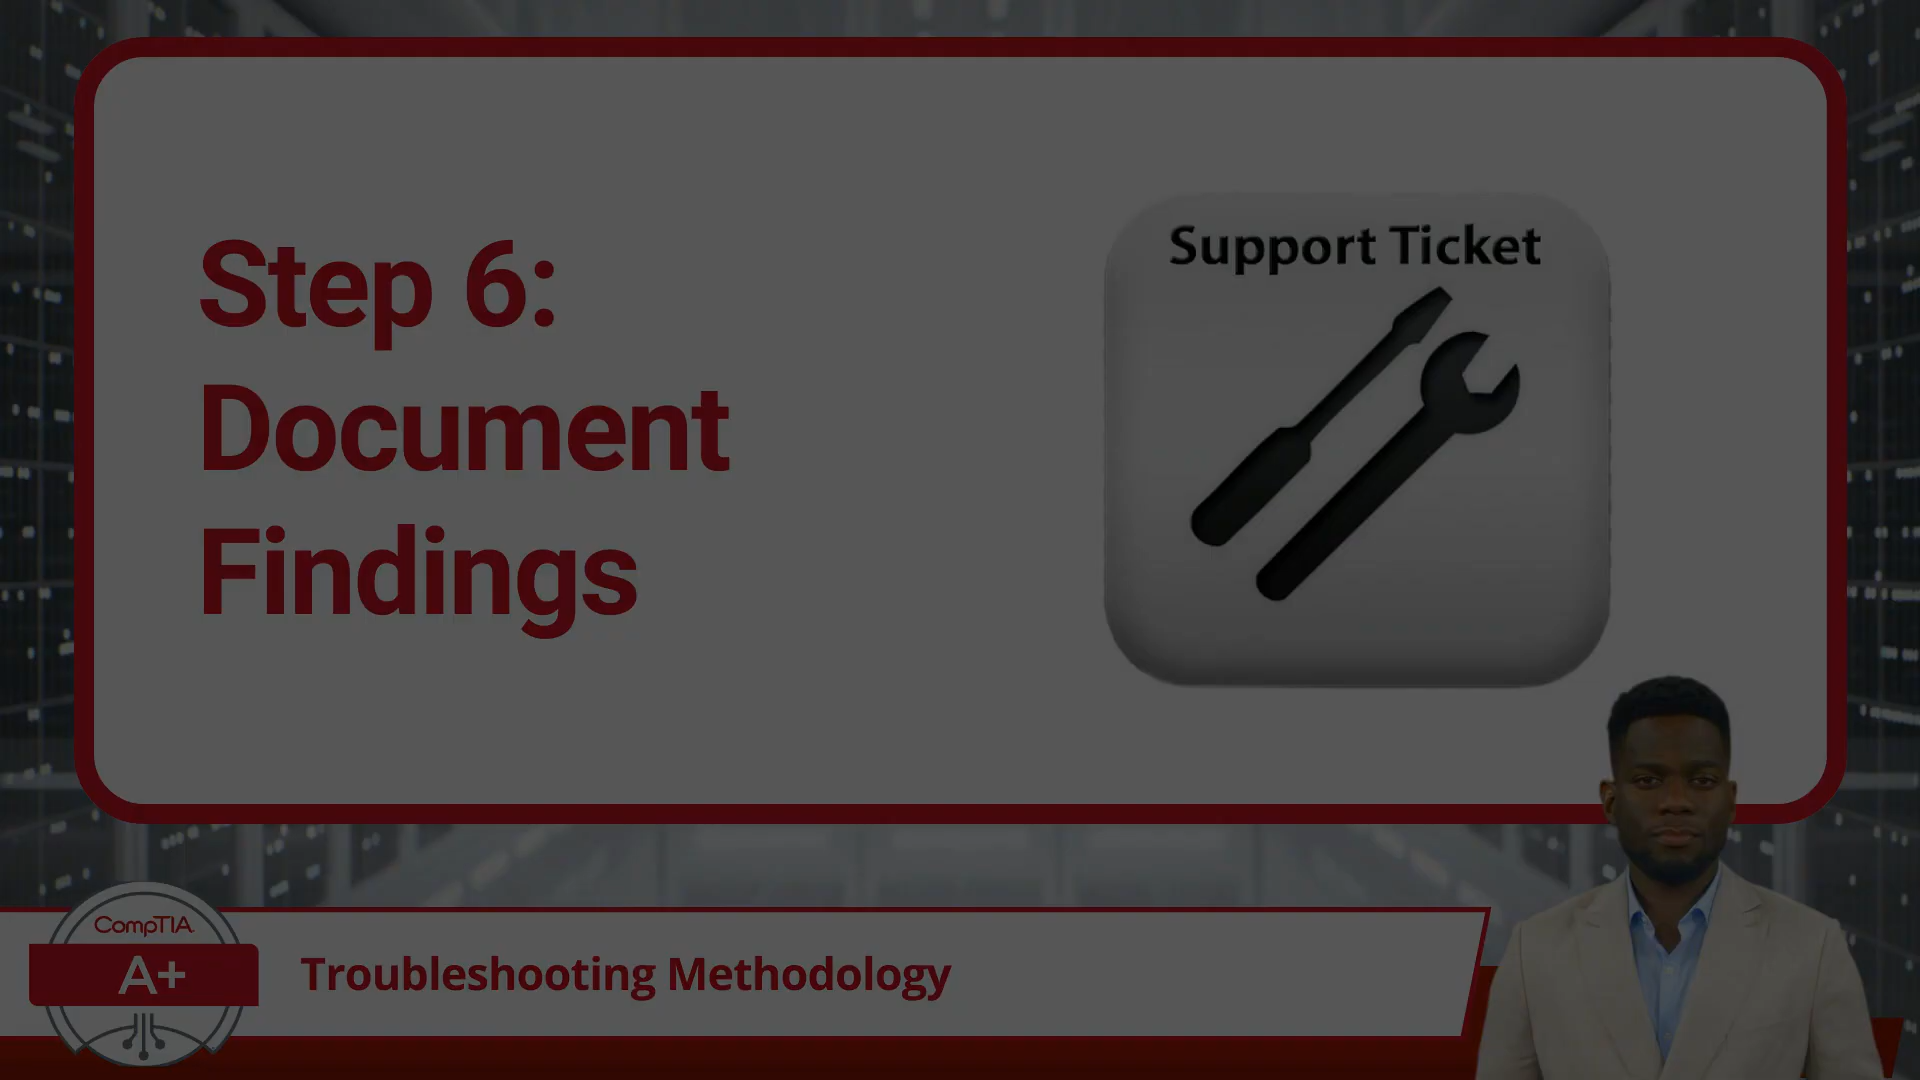 Step 6:
Document
Findings
Support Ticket
CompTIA
A+
Troubleshooting Methodology